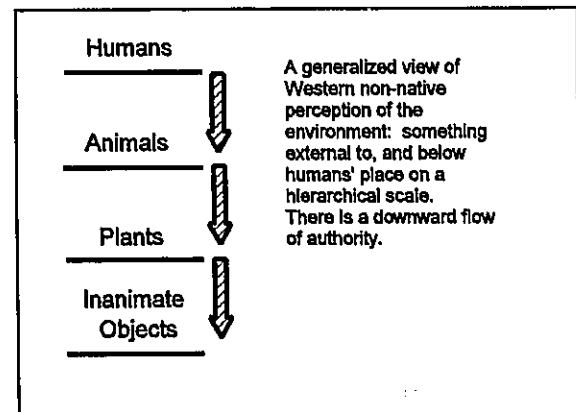 Humans
Animals
Plants
Inanimate
Objects
A generalized view of
Western non-native
perception of the
environment: something
external to, and below
humans' place on a
hierarchical scale.
There is a downward flow
of authority.